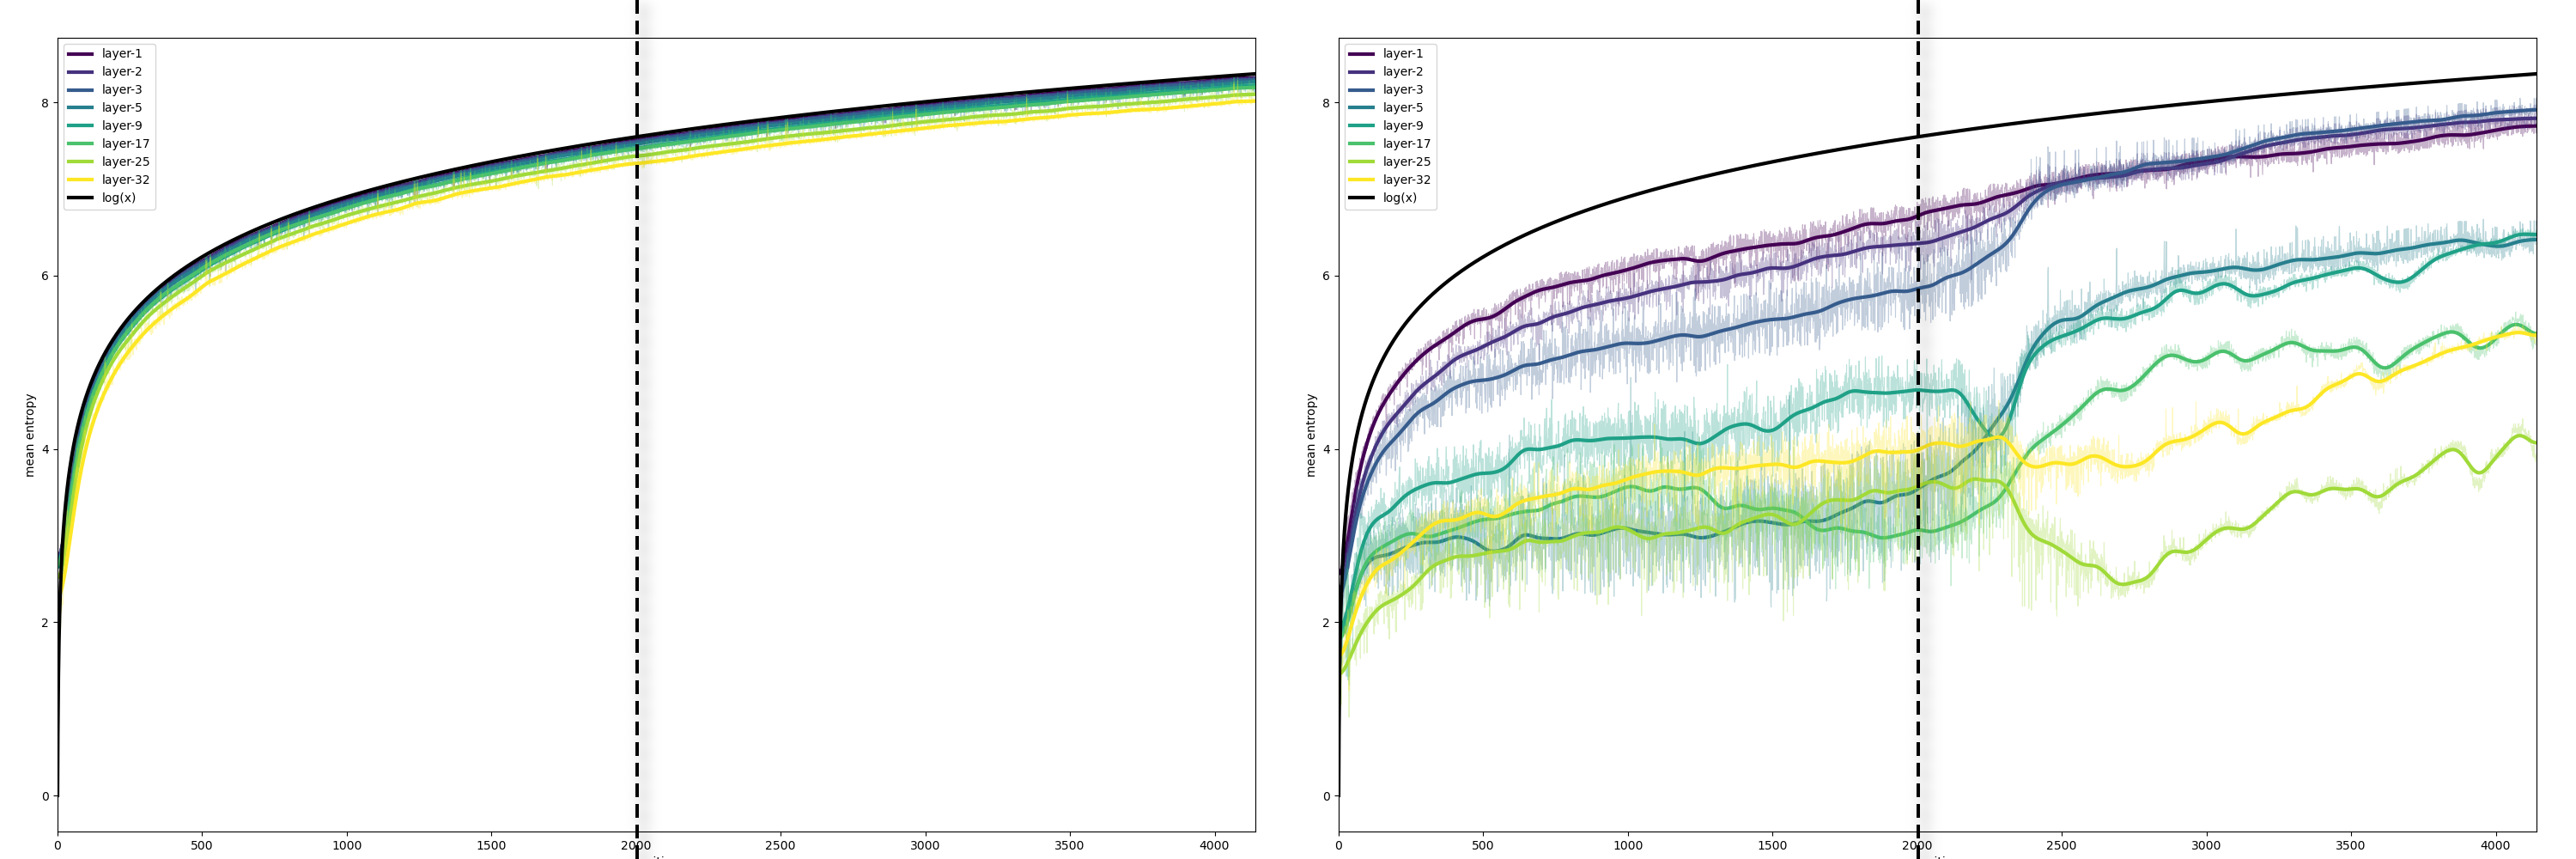 layer-1
layer-2
layer-3
layer-5
layer-9
layer-17
layer-25
layer-32
log(x)
mean entropy
8
6
4
2
0
0 500 1000 1500 2000 2500 3000 3500 4000
layer-1
layer-2
layer-3
layer-5
layer-9
layer-17
layer-25
layer-32
log(x)
mean entropy
8
6
4
2
0
0 500 1000 1500 2000 2500 3000 3500 4000